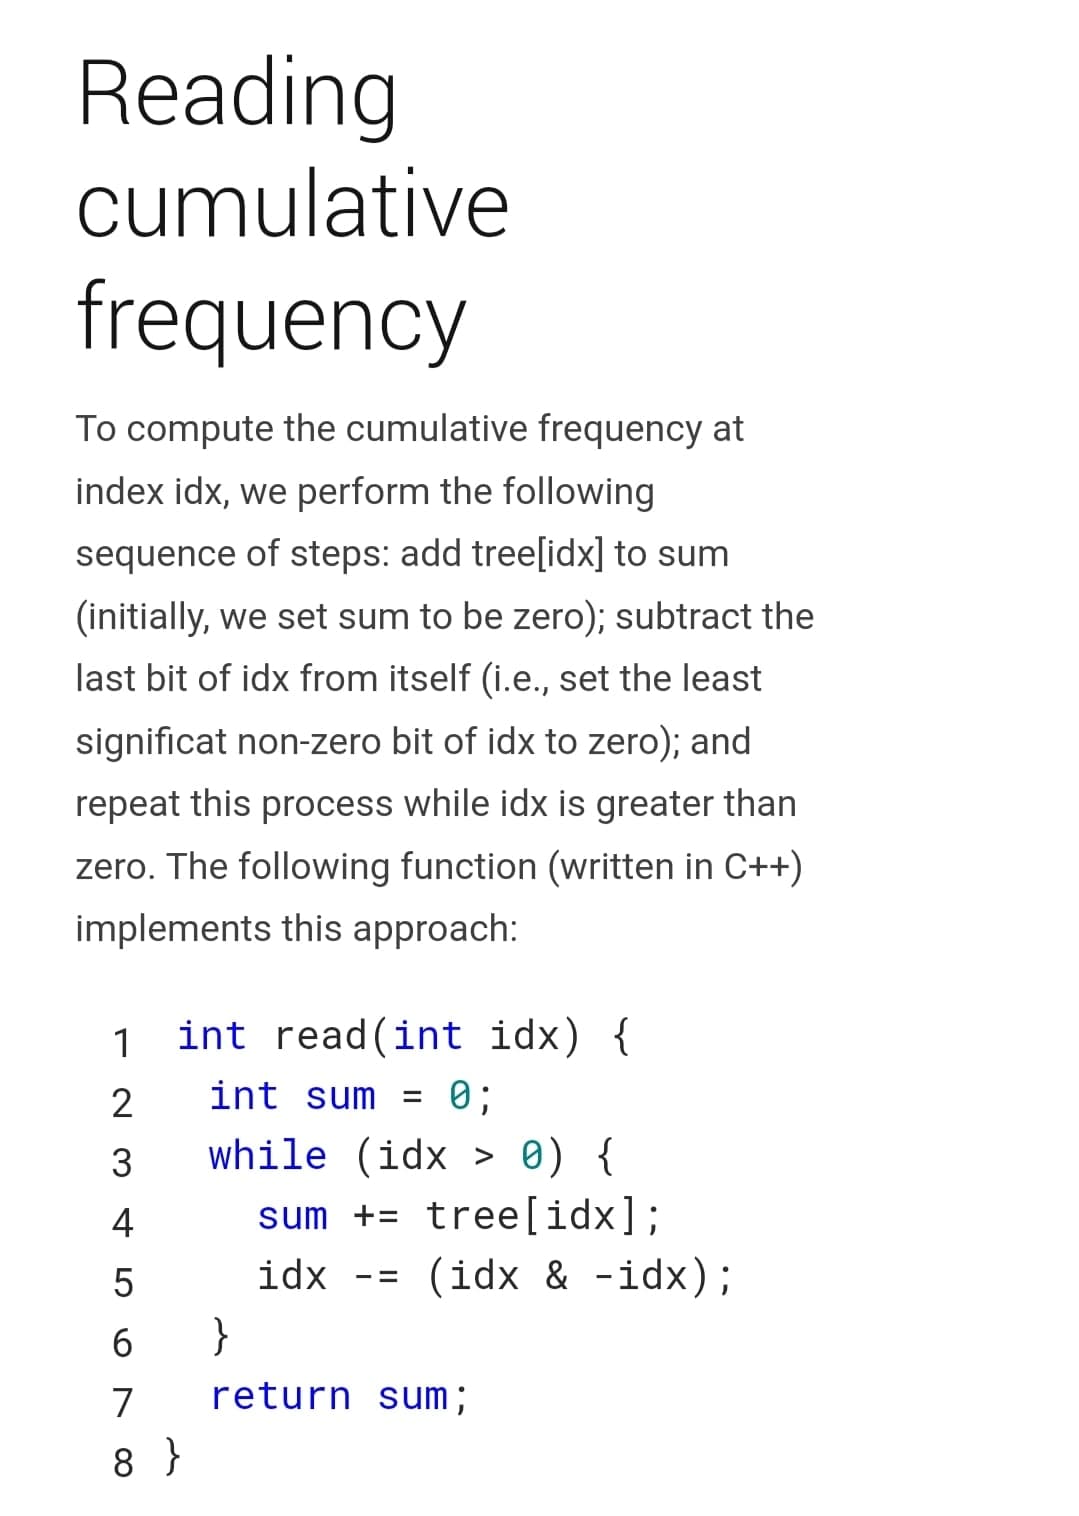 Reading
cumulative
frequency
To compute the cumulative frequency at
index idx, we perform the following
sequence of steps: add tree[idx] to sum
(initially, we set sum to be zero); subtract the
last bit of idx from itself (i.e., set the least
significat non-zero bit of idx to zero); and
repeat this process while idx is greater than
zero. The following function (written in C++)
implements this approach:
1 int read(int idx) {
2 int sum = 0;
3 while (idx > 0) {
4 sum += tree[idx];
5 idx -= (idx & -idx);
6 }
7 return sum;
8 }